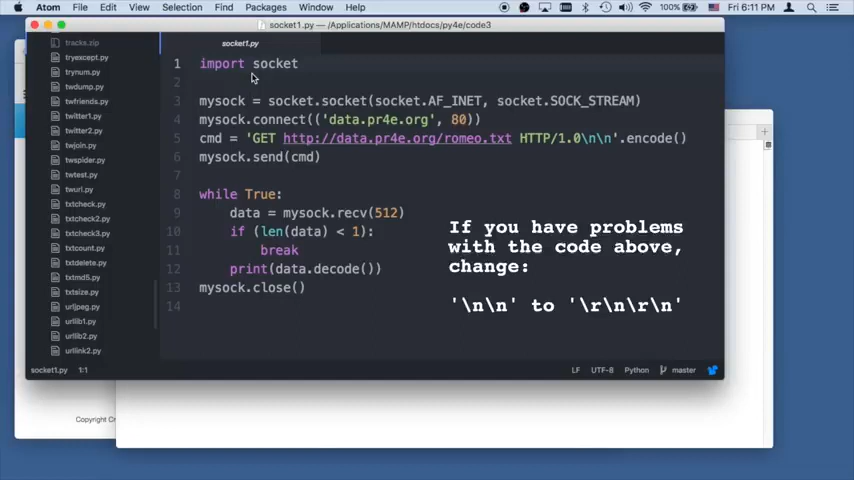 Atom File Edit View Selection Find Packages Window Help 100% Fri 6:11 PM
socket1.py — /Applications/MAMP/htdocs/py4e/code3
tracks.zip
tryexcept.py
trynum.py
twdump.py
twfriends.py
twitter1.py
twitter2.py
twjoin.py
twspider.py
twtest.py
twurl.py
txtcheck.py
txtcheck2.py
txtcheck3.py
txtcount.py
txtdelete.py
txtmd5.py
txtsize.py
urljpeg.py
urllib1.py
urllib2.py
urllink2.py
socket1.py
1 import socket
2
3 mysock = socket.socket(socket.AF_INET, socket.SOCK_STREAM)
4 mysock.connect(('data.pr4e.org', 80))
5 cmd = 'GET http://data.pr4e.org/romeo.txt HTTP/1.0\n\n'.encode()
6 mysock.send(cmd)
7
8 while True:
9 data = mysock.recv(512)
10 if (len(data) < 1):
11 break
12 print(data.decode())
13 mysock.close()
14
If you have problems
with the code above,
change:
'\n\n' to '\r\n\r\n'
socket1.py 1:1 LF UTF-8 Python master
Copyright